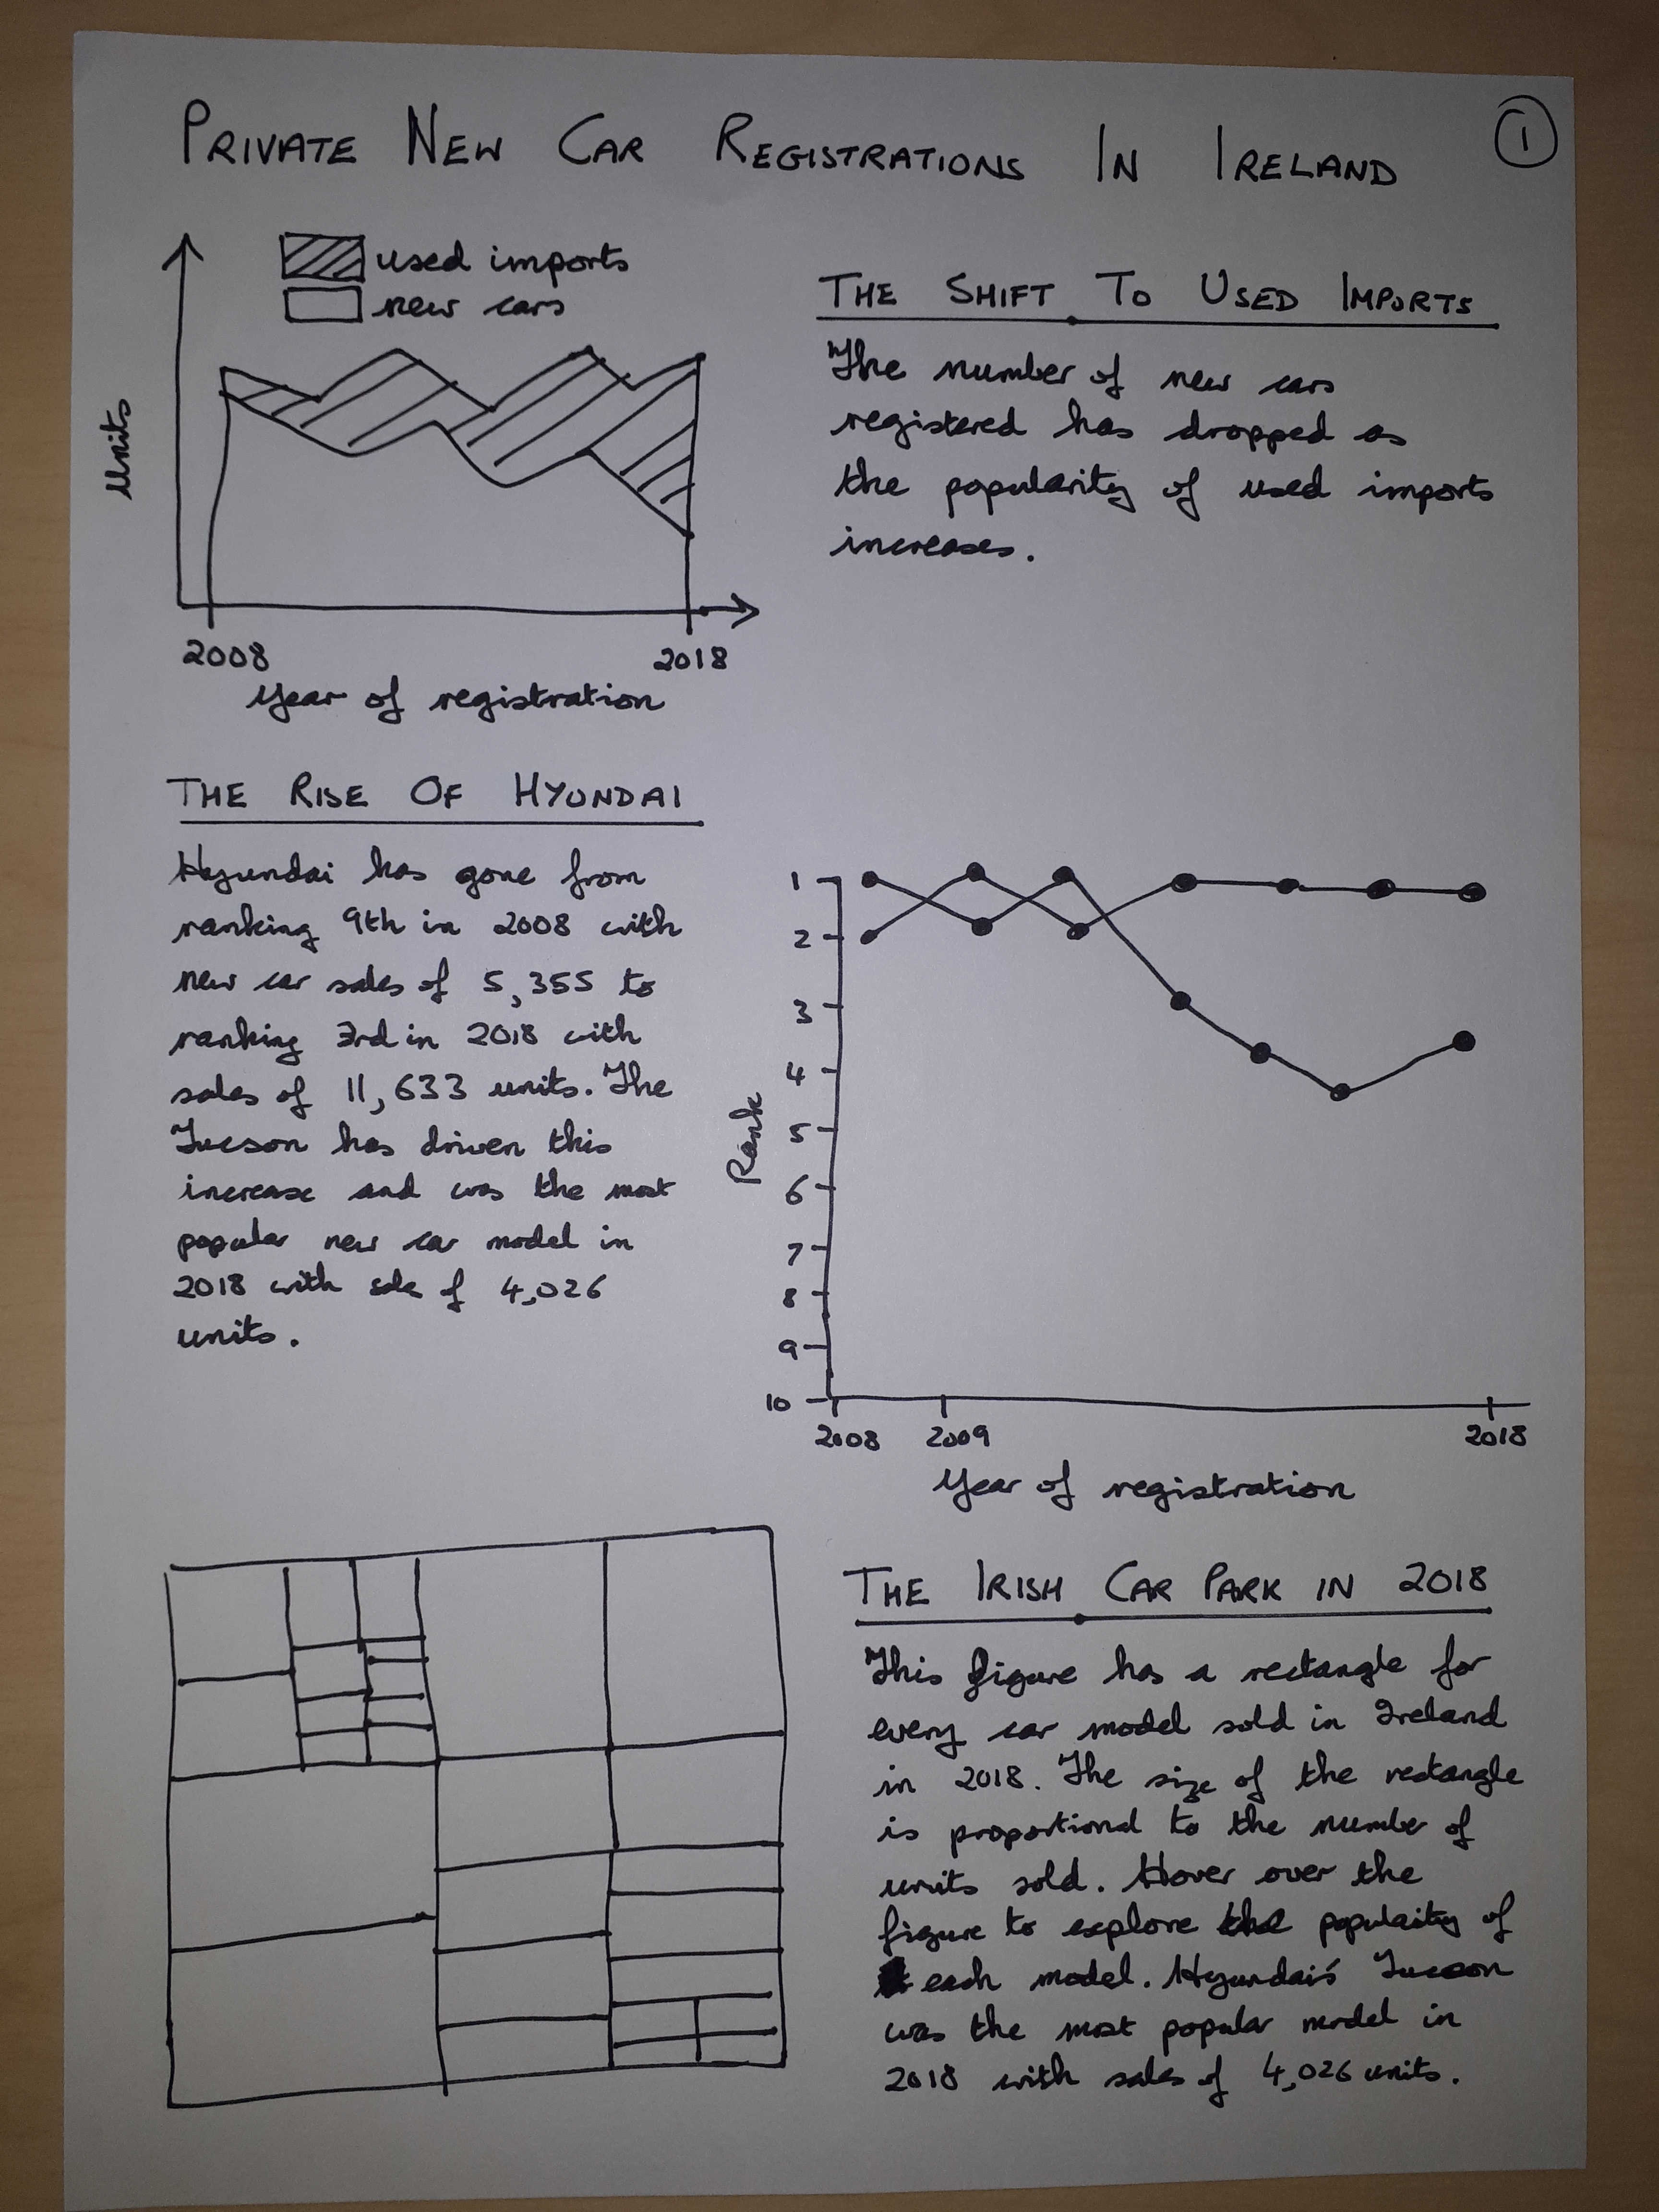 PRIVATE NEW CAR REGISTRATIONS IN IRELAND
1
used imports
new cars
Units
2008
2018
Year of registration
THE SHIFT TO USED IMPORTS
The number of new cars
registered has dropped as
the popularity of used imports
increases.
THE RISE OF HYUNDAI
Hyundai has gone from
ranking 9th in 2008 with
new car sales of 5,355 to
ranking 3rd in 2018 with
sales of 11,633 units. The
Tucson has driven this
increase and was the most
popular new car model in
2018 with sale of 4,026
units.
1
2
3
4
5
6
7
8
9
10
Rank
2008
2009
2018
Year of registration
THE IRISH CAR PARK IN 2018
This figure has a rectangle for
every car model sold in Ireland
in 2018. The size of the rectangle
is proportional to the number of
units sold. Hover over the
figure to explore the populaity of
each model. Hyundai's Tucson
was the most popular model in
2018 with sales of 4,026 units.